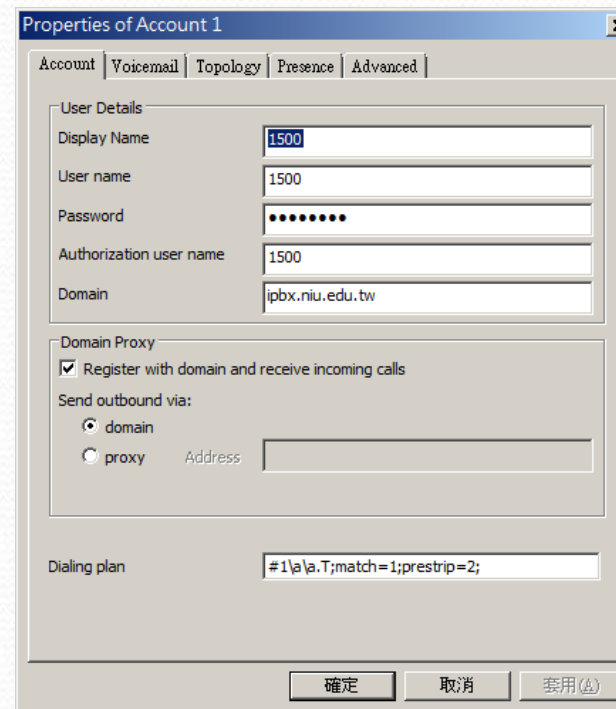 Properties of Account 1
Account Voicemail Topology Presence Advanced
User Details
Display Name 1500
User name 1500
Password ••••••••
Authorization user name 1500
Domain ipbx.niu.edu.tw
Domain Proxy
Register with domain and receive incoming calls
Send outbound via:
domain
proxy Address
Dialing plan #1\a\a.T;match=1;prestrip=2;
確定 取消 套用(A)